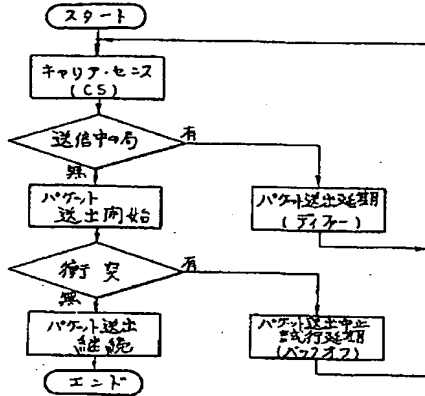 スタート
キャリア・センス
(CS)
送信中の局
有
無
パケット
送出開始
パケット送出延期
(ディファー)
衝突
有
無
パケット送出
継続
パケット送出中止
試行延期
(バックオフ)
エンド